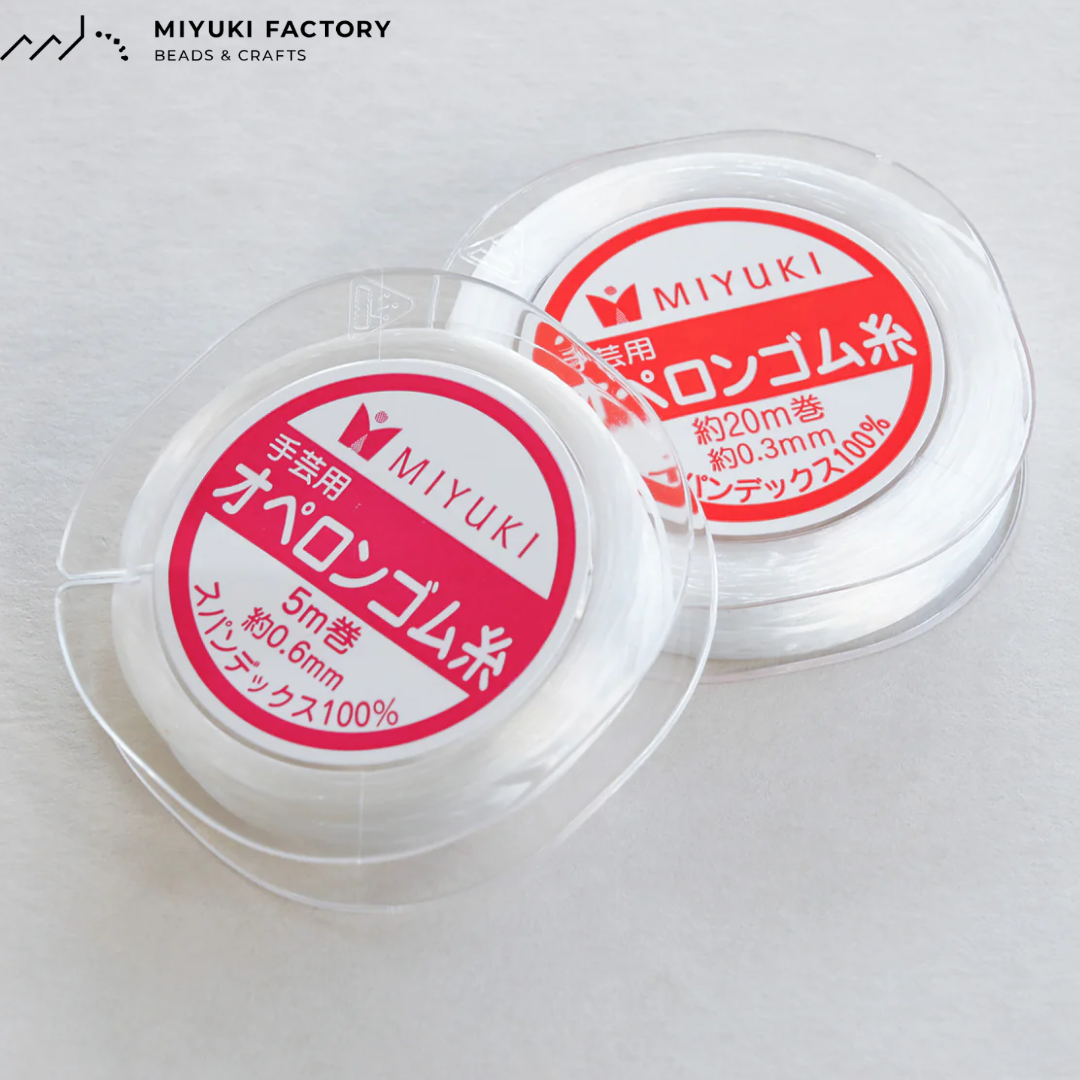 MIYUKI FACTORY
BEADS & CRAFTS
MIYUKI
手芸用
オペロンゴム糸
5m巻
約0.6mm
スパンデックス100%
MIYUKI
手芸用
オペロンゴム糸
約20m巻
約0.3mm
スパンデックス100%